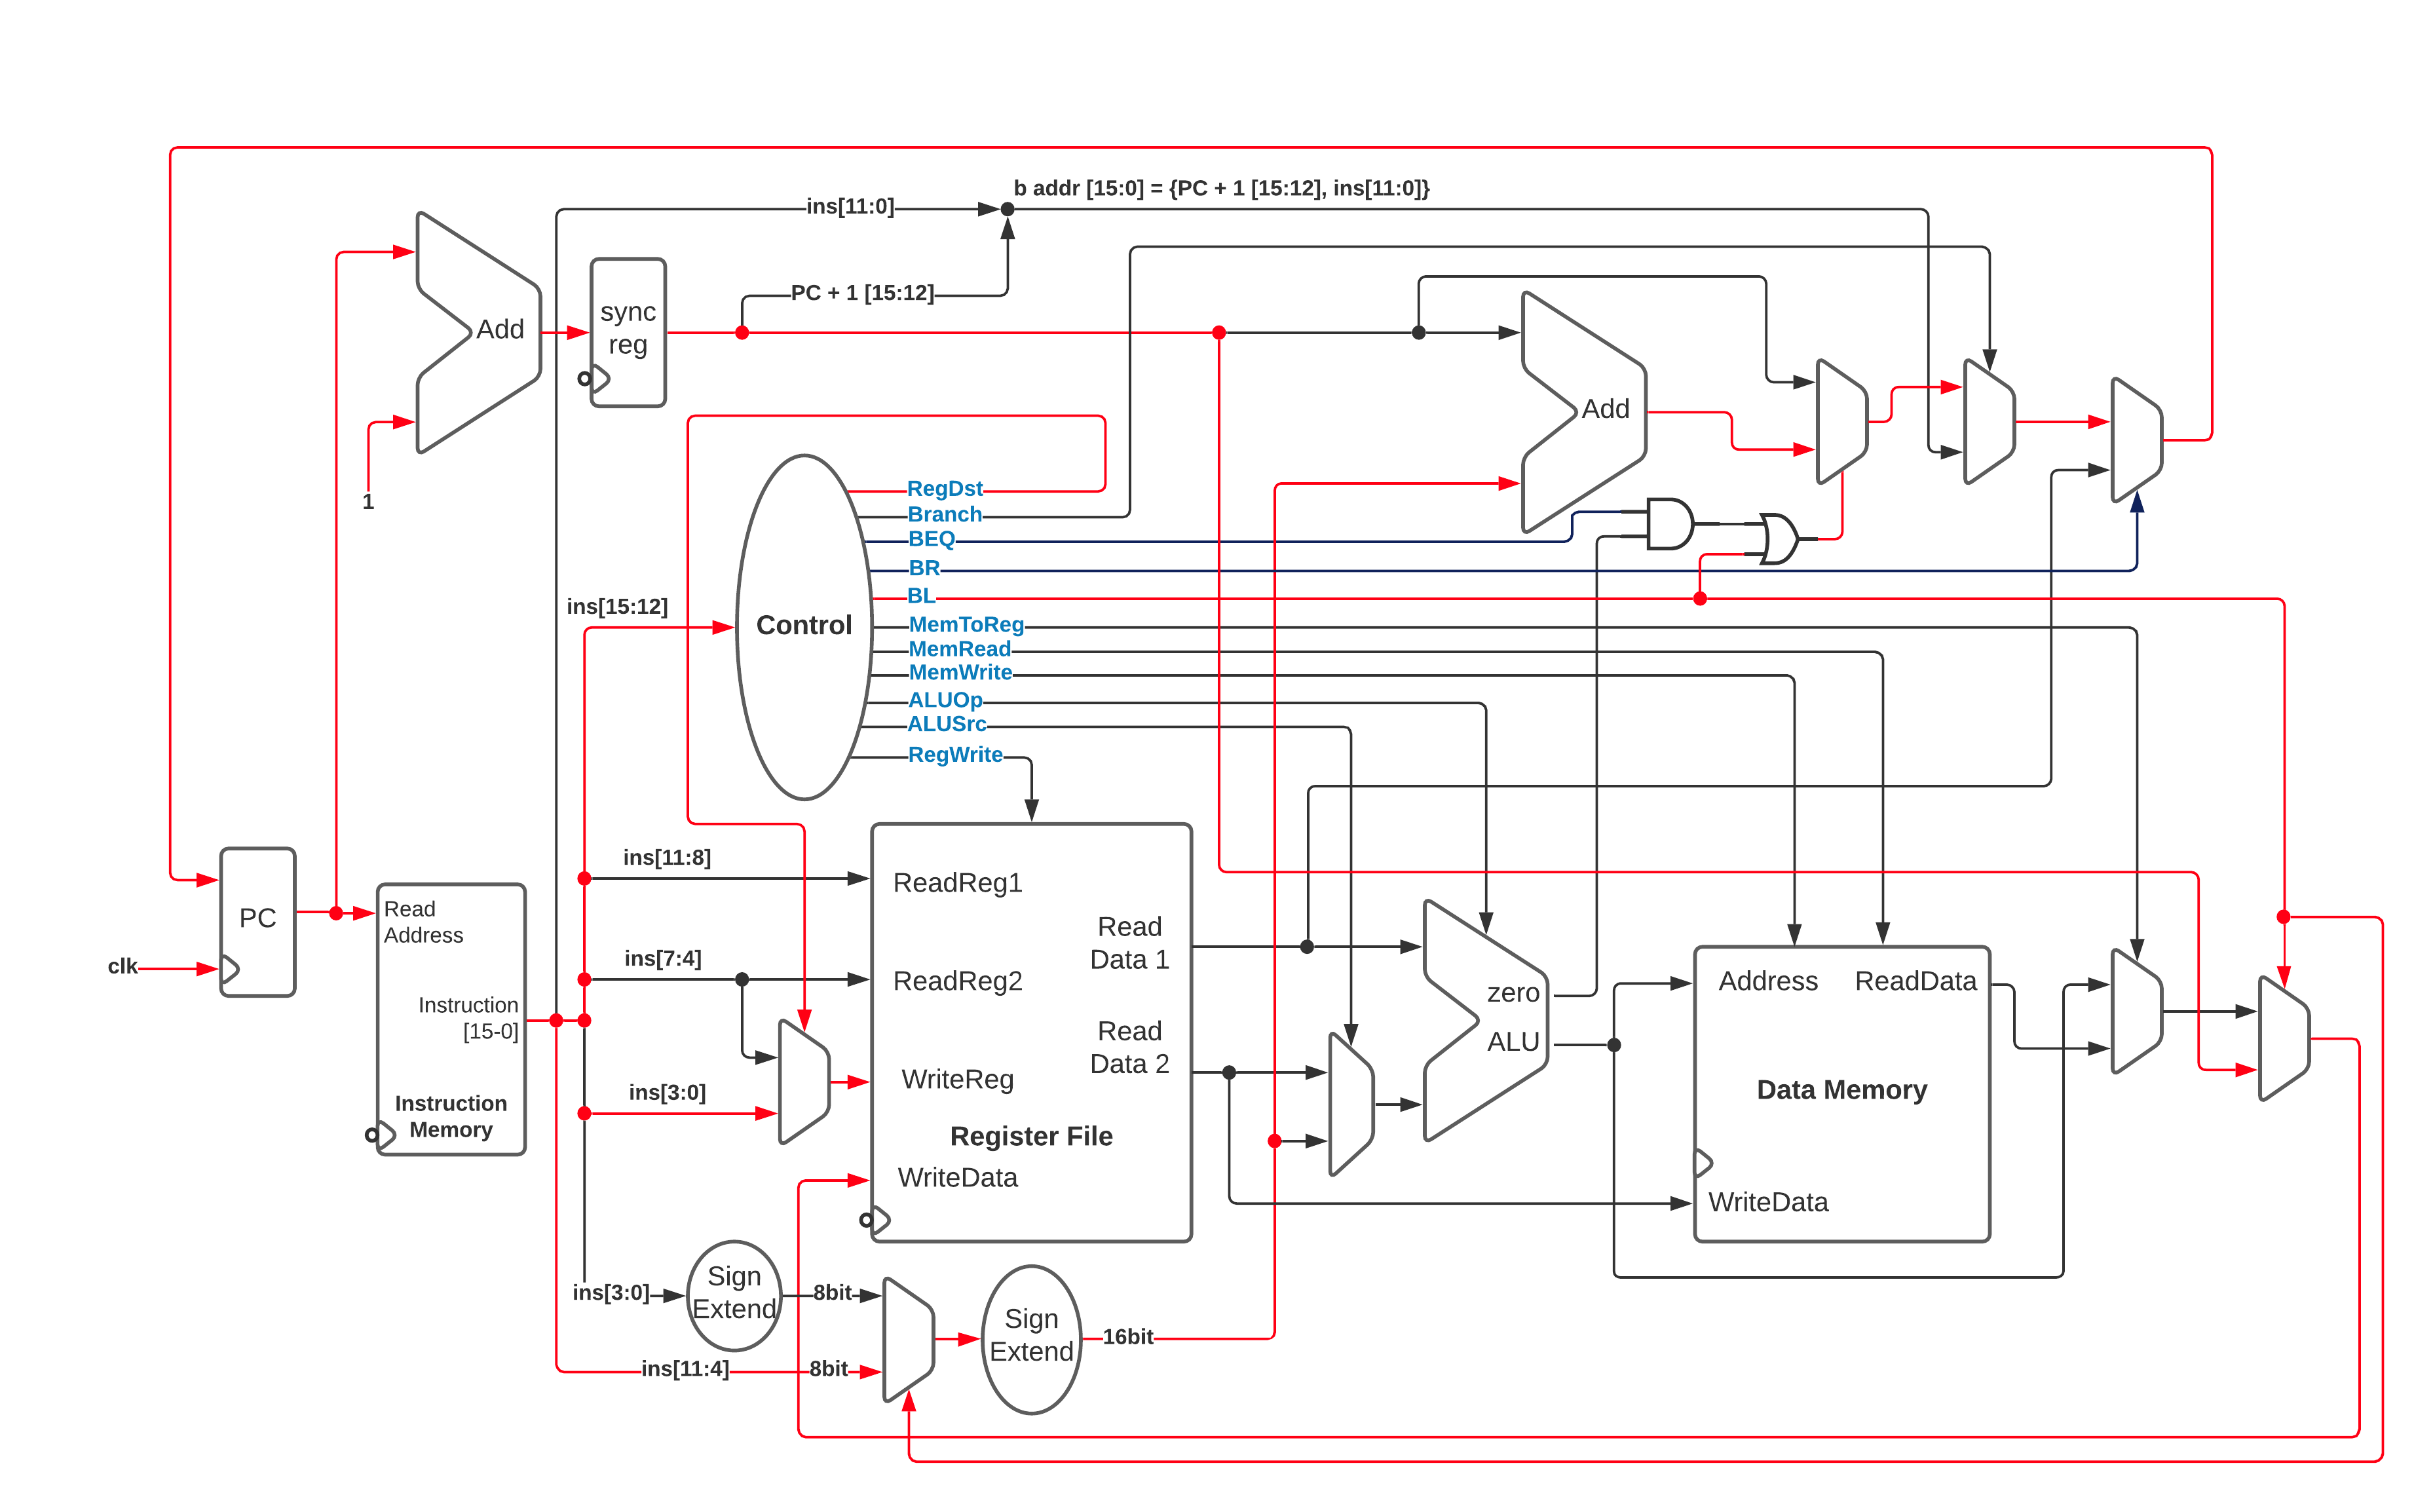 b addr [15:0] = {PC + 1 [15:12], ins[11:0]}
ins[11:0]
PC + 1 [15:12]
sync
reg
Add
Add
1
RegDst
Branch
BEQ
BR
BL
MemToReg
MemRead
MemWrite
ALUOp
ALUSrc
RegWrite
ins[15:12]
Control
ins[11:8]
ins[7:4]
ins[3:0]
PC
clk
Read
Address
Instruction
[15-0]
Instruction
Memory
ReadReg1
ReadReg2
WriteReg
WriteData
Read
Data 1
Read
Data 2
Register File
zero
ALU
Address
ReadData
Data Memory
WriteData
ins[3:0]
Sign
Extend
8bit
ins[11:4]
8bit
Sign
Extend
16bit